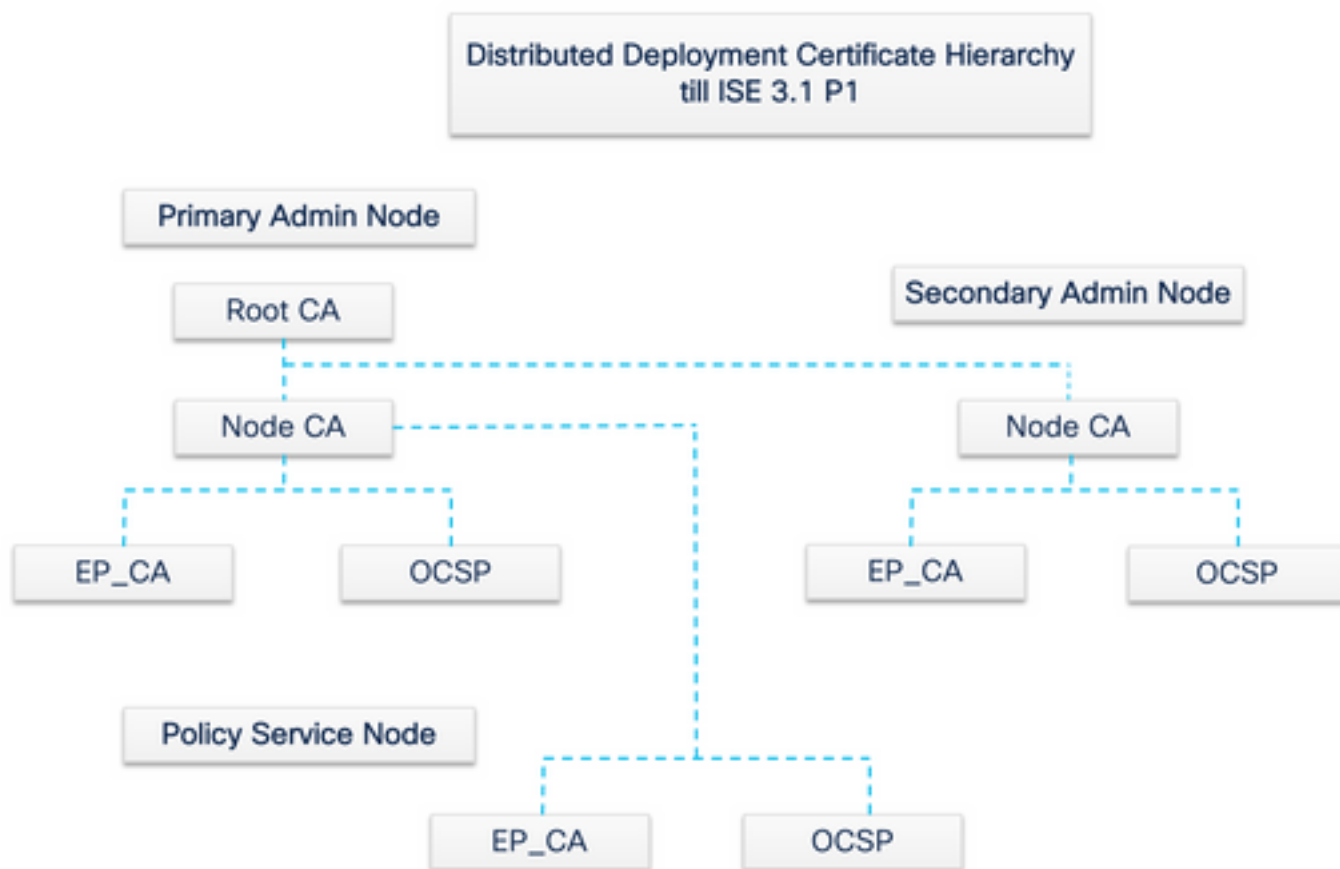 Distributed Deployment Certificate Hierarchy
till ISE 3.1 P1
Primary Admin Node
Secondary Admin Node
Root CA
Node CA
Node CA
EP_CA
OCSP
EP_CA
OCSP
Policy Service Node
EP_CA
OCSP